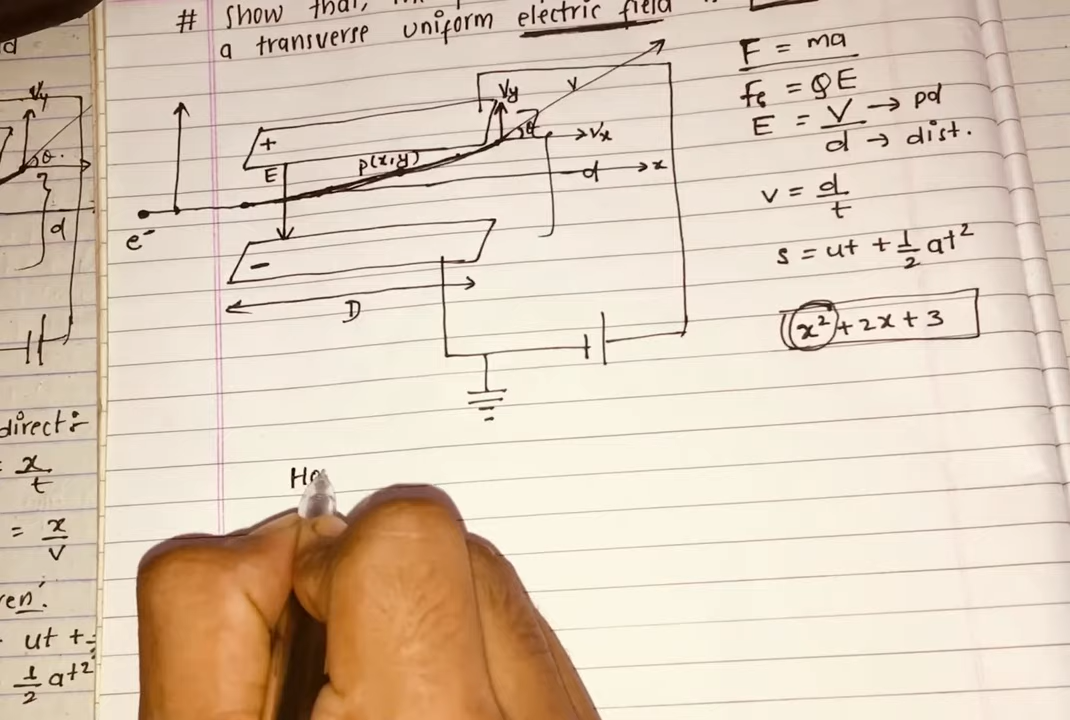 # Show that,
a transverse uniform electric field
F = ma
fe = QE
E = V/d → pd
→ dist.
v = d/t
s = ut + 1/2 at²
x² + 2x + 3
Vy
V
θ
Vx
+
E
p(x,y)
d
x
e⁻
-
D
Vy
θ
d
direct:-
= x/t
= x/v
ut +
1/2 at²